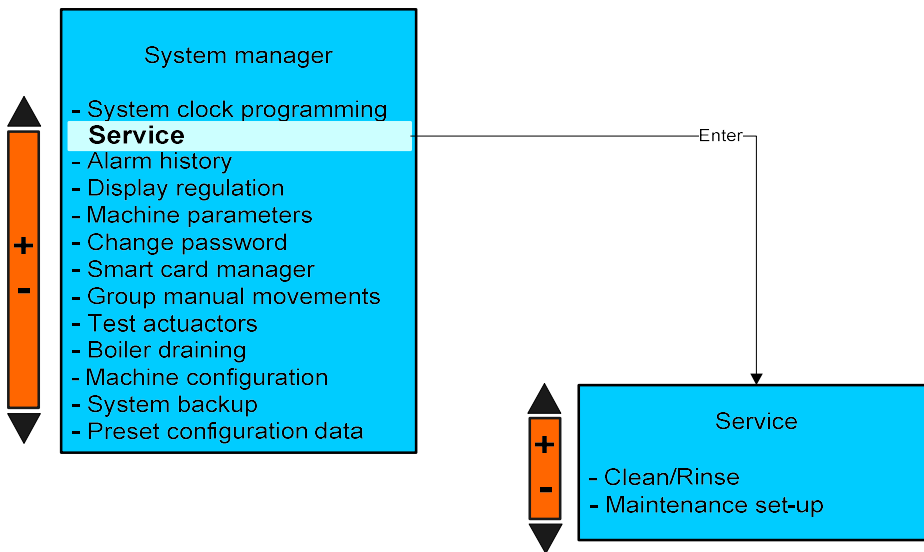 System manager
- System clock programming
Service
- Alarm history
- Display regulation
- Machine parameters
- Change password
- Smart card manager
- Group manual movements
- Test actuactors
- Boiler draining
- Machine configuration
- System backup
- Preset configuration data
+
-
Enter
Service
- Clean/Rinse
- Maintenance set-up
+
-